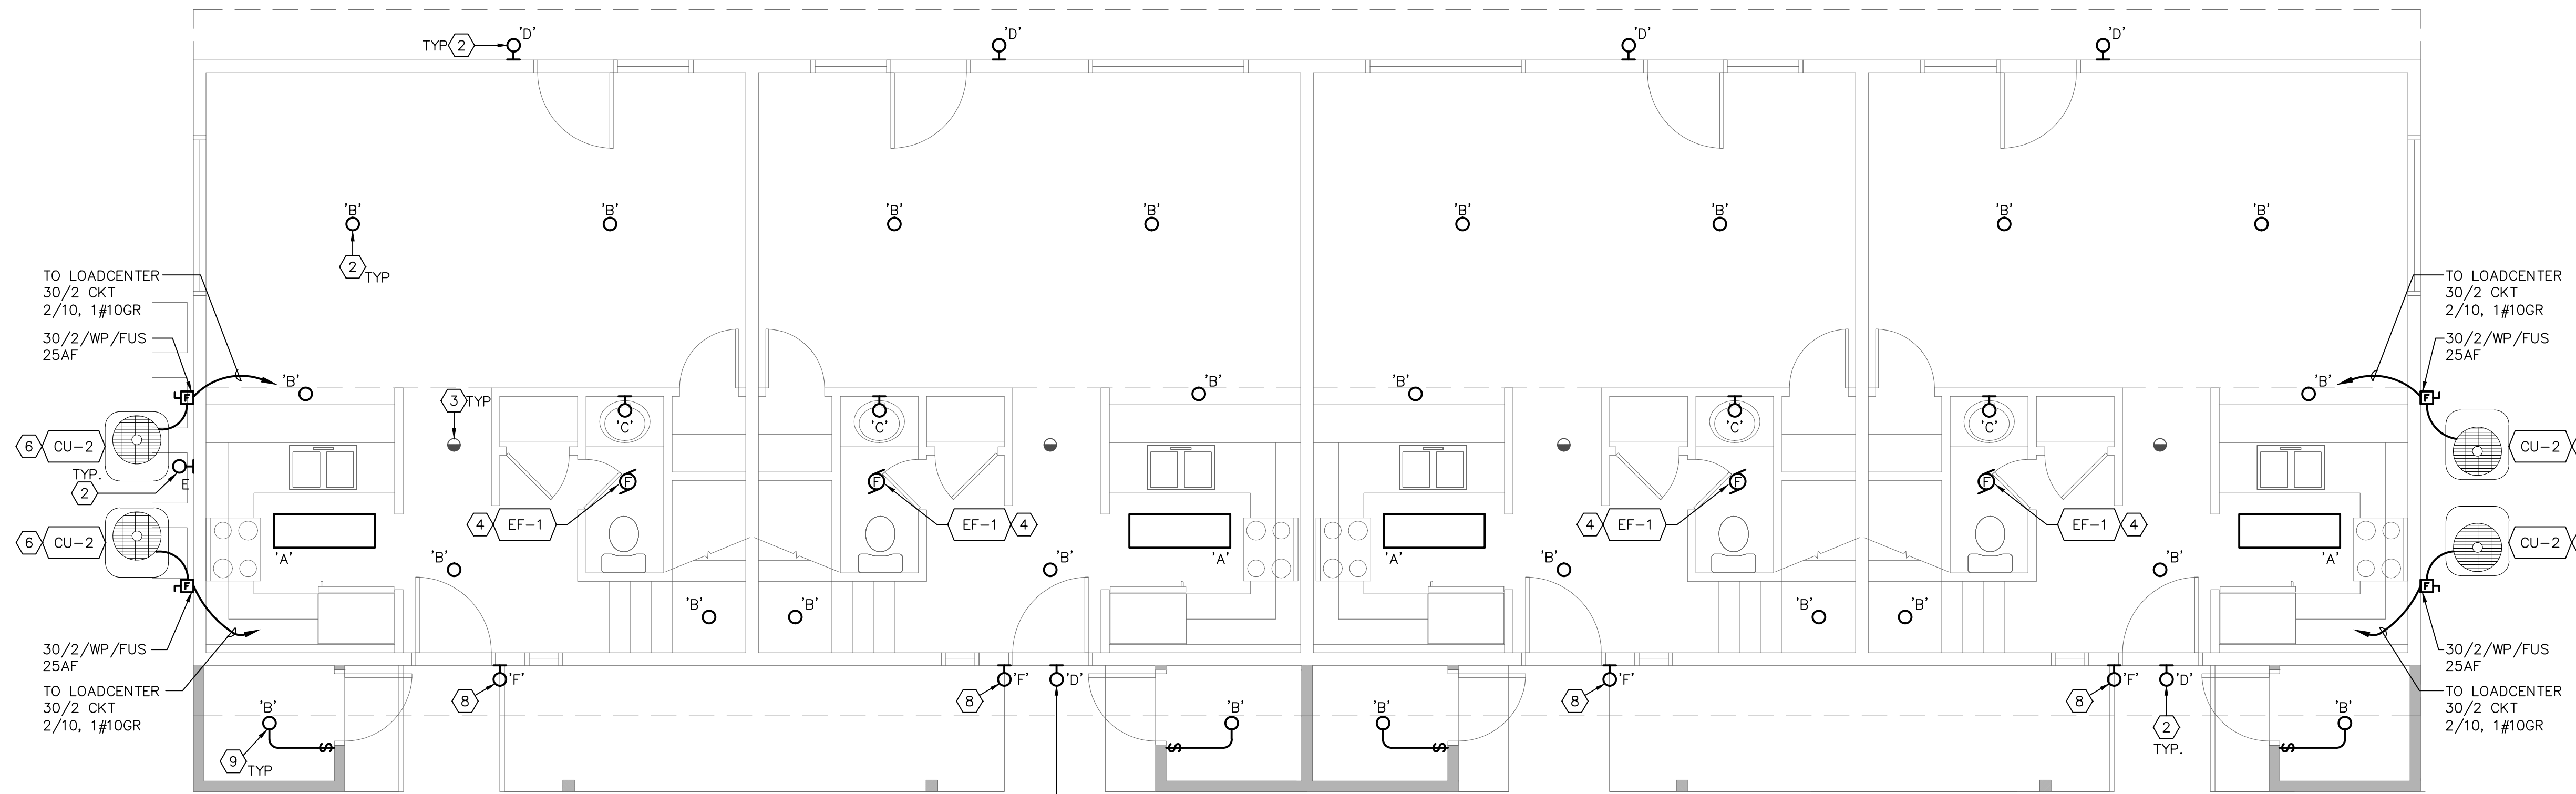 TYP 2 'D' 'D' 'D' 'D'
'B' 'B' 'B' 'B' 'B' 'B' 'B' 'B'
2 TYP
TO LOADCENTER
30/2 CKT
2/10, 1#10GR
30/2/WP/FUS
25AF
TO LOADCENTER
30/2 CKT
2/10, 1#10GR
30/2/WP/FUS
25AF
'B' 'B' 'B' 'B'
3 TYP
F F
'C' 'C' 'C' 'C'
6 CU-2
CU-2
TYP.
2
E
F F F F
4 EF-1
EF-1 4
4 EF-1
EF-1 4
6 CU-2
CU-2
'A' 'A' 'A' 'A'
'B' 'B' 'B' 'B'
F F
'B' 'B' 'B' 'B'
30/2/WP/FUS
25AF
TO LOADCENTER
30/2 CKT
2/10, 1#10GR
30/2/WP/FUS
25AF
TO LOADCENTER
30/2 CKT
2/10, 1#10GR
8 'F'
8 'F' 'D'
8 'F'
8 'F' 'D'
2
TYP.
'B' 'B' 'B' 'B'
S S S S
9 TYP